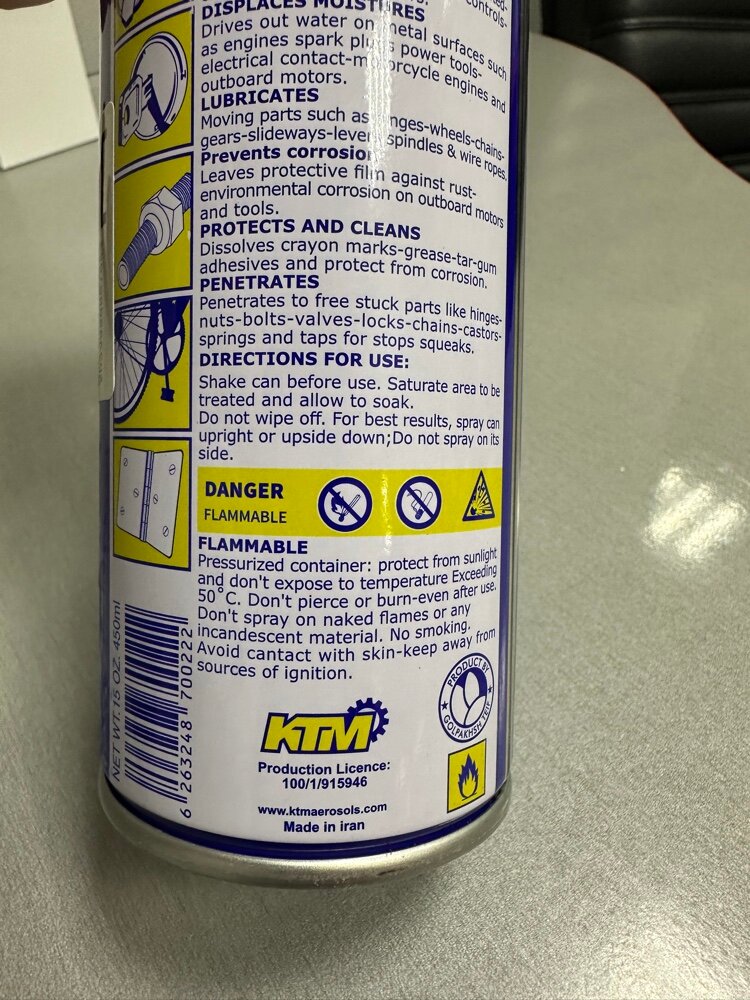 controls-
DISPLACES MOISTURES
Drives out water on metal surfaces such
as engines spark plugs power tools-
electrical contact-motorcycle engines and
outboard motors.
LUBRICATES
Moving parts such as hinges-wheels-chains-
gears-slideways-lever spindles & wire ropes.
Prevents corrosion
Leaves protective film against rust-
environmental corrosion on outboard motors
and tools.
PROTECTS AND CLEANS
Dissolves crayon marks-grease-tar-gum
adhesives and protect from corrosion.
PENETRATES
Penetrates to free stuck parts like hinges-
nuts-bolts-valves-locks-chains-castors-
springs and taps for stops squeaks.
DIRECTIONS FOR USE:
Shake can before use. Saturate area to be
treated and allow to soak.
Do not wipe off. For best results, spray can
upright or upside down;Do not spray on its
side.
DANGER
FLAMMABLE
FLAMMABLE
Pressurized container: protect from sunlight
and don't expose to temperature Exceeding
50°C. Don't pierce or burn-even after use.
Don't spray on naked flames or any
incandescent material. No smoking.
Avoid cantact with skin-keep away from
sources of ignition.
NET WT. 15 OZ. 450ml
6 263248 700222
KTM
PRODUCT BY
GOLPAKHSH
Production Licence:
100/1/915946
www.ktmaerosols.com
Made in iran